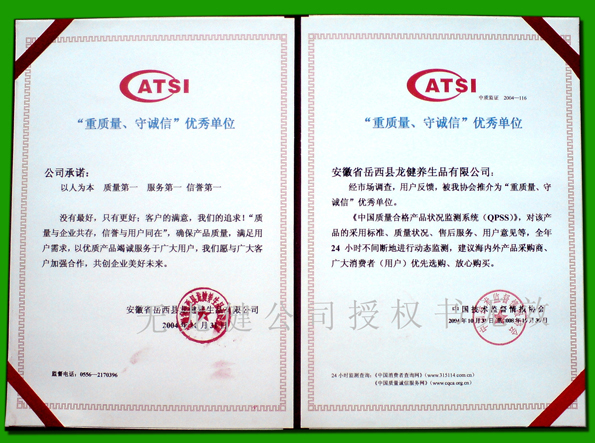 CATSI
“重质量、守诚信”优秀单位
公司承诺：
以人为本 质量第一 服务第一 信誉第一
没有最好，只有更好；客户的满意，我们的追求！“质
量与企业共存，信誉与用户同在”，确保产品质量，满足用
户需求，以优质产品竭诚服务于广大用户，我们愿与广大客
户加强合作，共创企业美好未来。
安徽省岳西县龙健养生品有限公司
监督电话：0556—2170396
CATSI
中质监证 2004—116
“重质量、守诚信”优秀单位
安徽省岳西县龙健养生品有限公司：
经市场调查，用户反馈，被我协会推介为“重质量、守
诚信”优秀单位。
《中国质量合格产品状况监测系统（QPSS）》，对该产
品的采用标准、质量状况、售后服务、用户意见等，全年
24 小时不间断地进行动态监测，建议海内外产品采购商、
广大消费者（用户）优先选购、放心购买。
中国技术监督情报协会
24 小时监测查询：《中国消费者查询网》（www.315114.com.cn）
《中国质量诚信服务网》（www.cqca.org.cn）